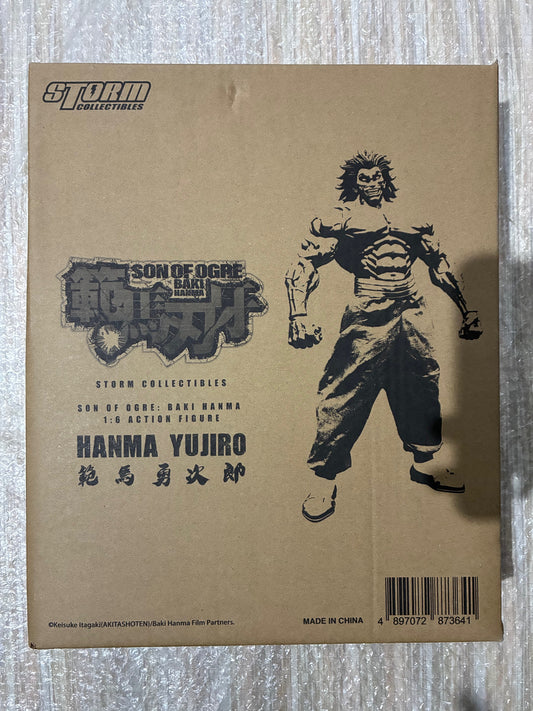 STORM
COLLECTIBLES
SON OF OGRE
BAKI
HANMA
範馬刃牙
STORM COLLECTIBLES
SON OF OGRE: BAKI HANMA
1:6 ACTION FIGURE
HANMA YUJIRO
範馬勇次郎
©Keisuke Itagaki(AKITASHOTEN)/Baki Hanma Film Partners.
MADE IN CHINA
4 897072 873641